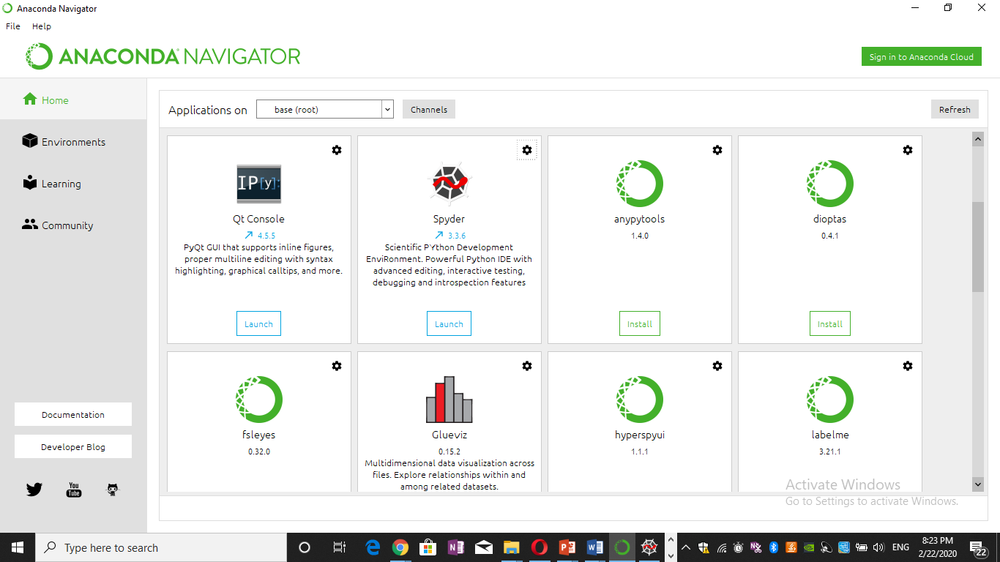 Anaconda Navigator
File Help
ANACONDA NAVIGATOR
Sign in to Anaconda Cloud
Home
Environments
Learning
Community
Documentation
Developer Blog
You
Tube
Applications on base (root) Channels Refresh
IP[y]:
Qt Console
4.5.5
PyQt GUI that supports inline figures,
proper multiline editing with syntax
highlighting, graphical calltips, and more.
Launch
Spyder
3.3.6
Scientific PYthon Development
EnviRonment. Powerful Python IDE with
advanced editing, interactive testing,
debugging and introspection features
Launch
anypytools
1.4.0
Install
dioptas
0.4.1
Install
fsleyes
0.32.0
Glueviz
0.15.2
Multidimensional data visualization across
files. Explore relationships within and
among related datasets.
hyperspyui
1.1.1
labelme
3.21.1
Activate Windows
Go to Settings to activate Windows.
Type here to search
ENG
8:23 PM
2/22/2020
22